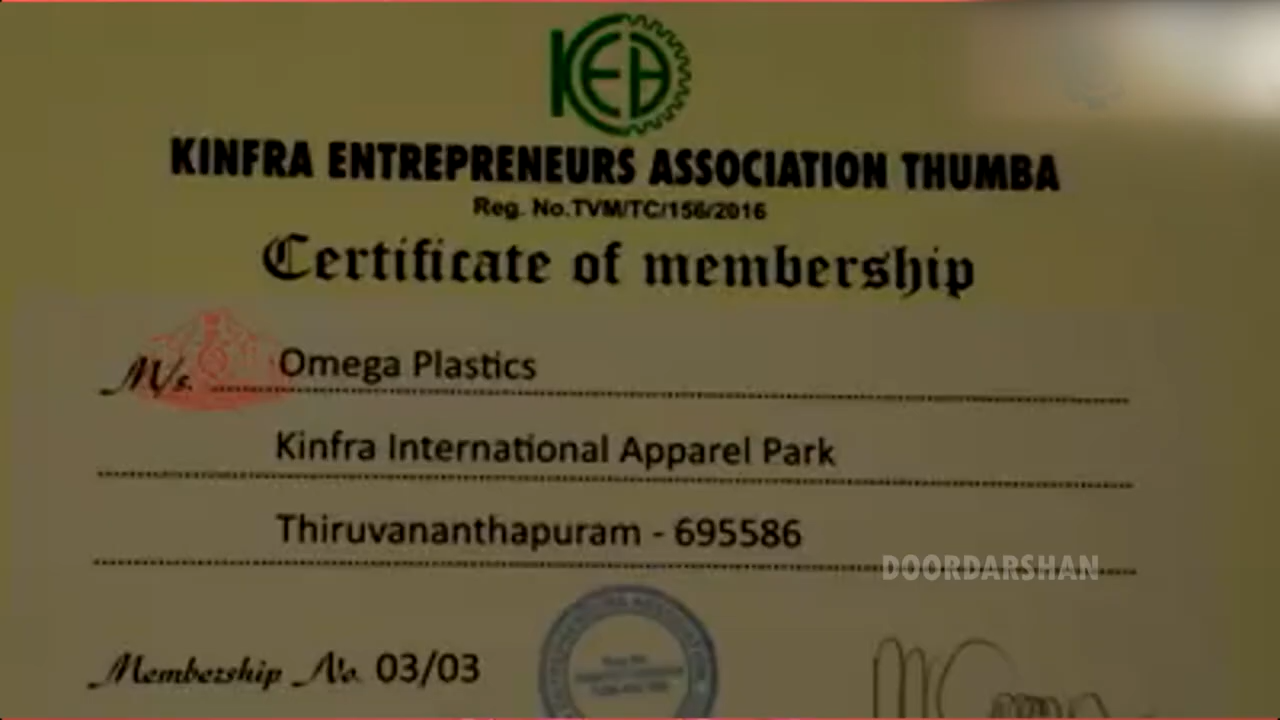 KEA
KINFRA ENTREPRENEURS ASSOCIATION THUMBA
Reg. No.TVM/TC/156/2016
Certificate of membership
M/s. Omega Plastics
Kinfra International Apparel Park
Thiruvananthapuram - 695586
DOORDARSHAN
Membership No. 03/03